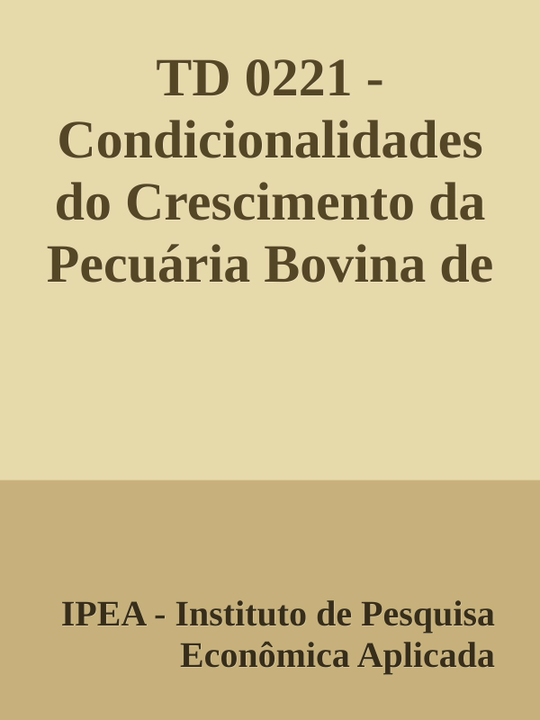 TD 0221 -
Condicionalidades
do Crescimento da
Pecuária Bovina de
IPEA - Instituto de Pesquisa
Econômica Aplicada